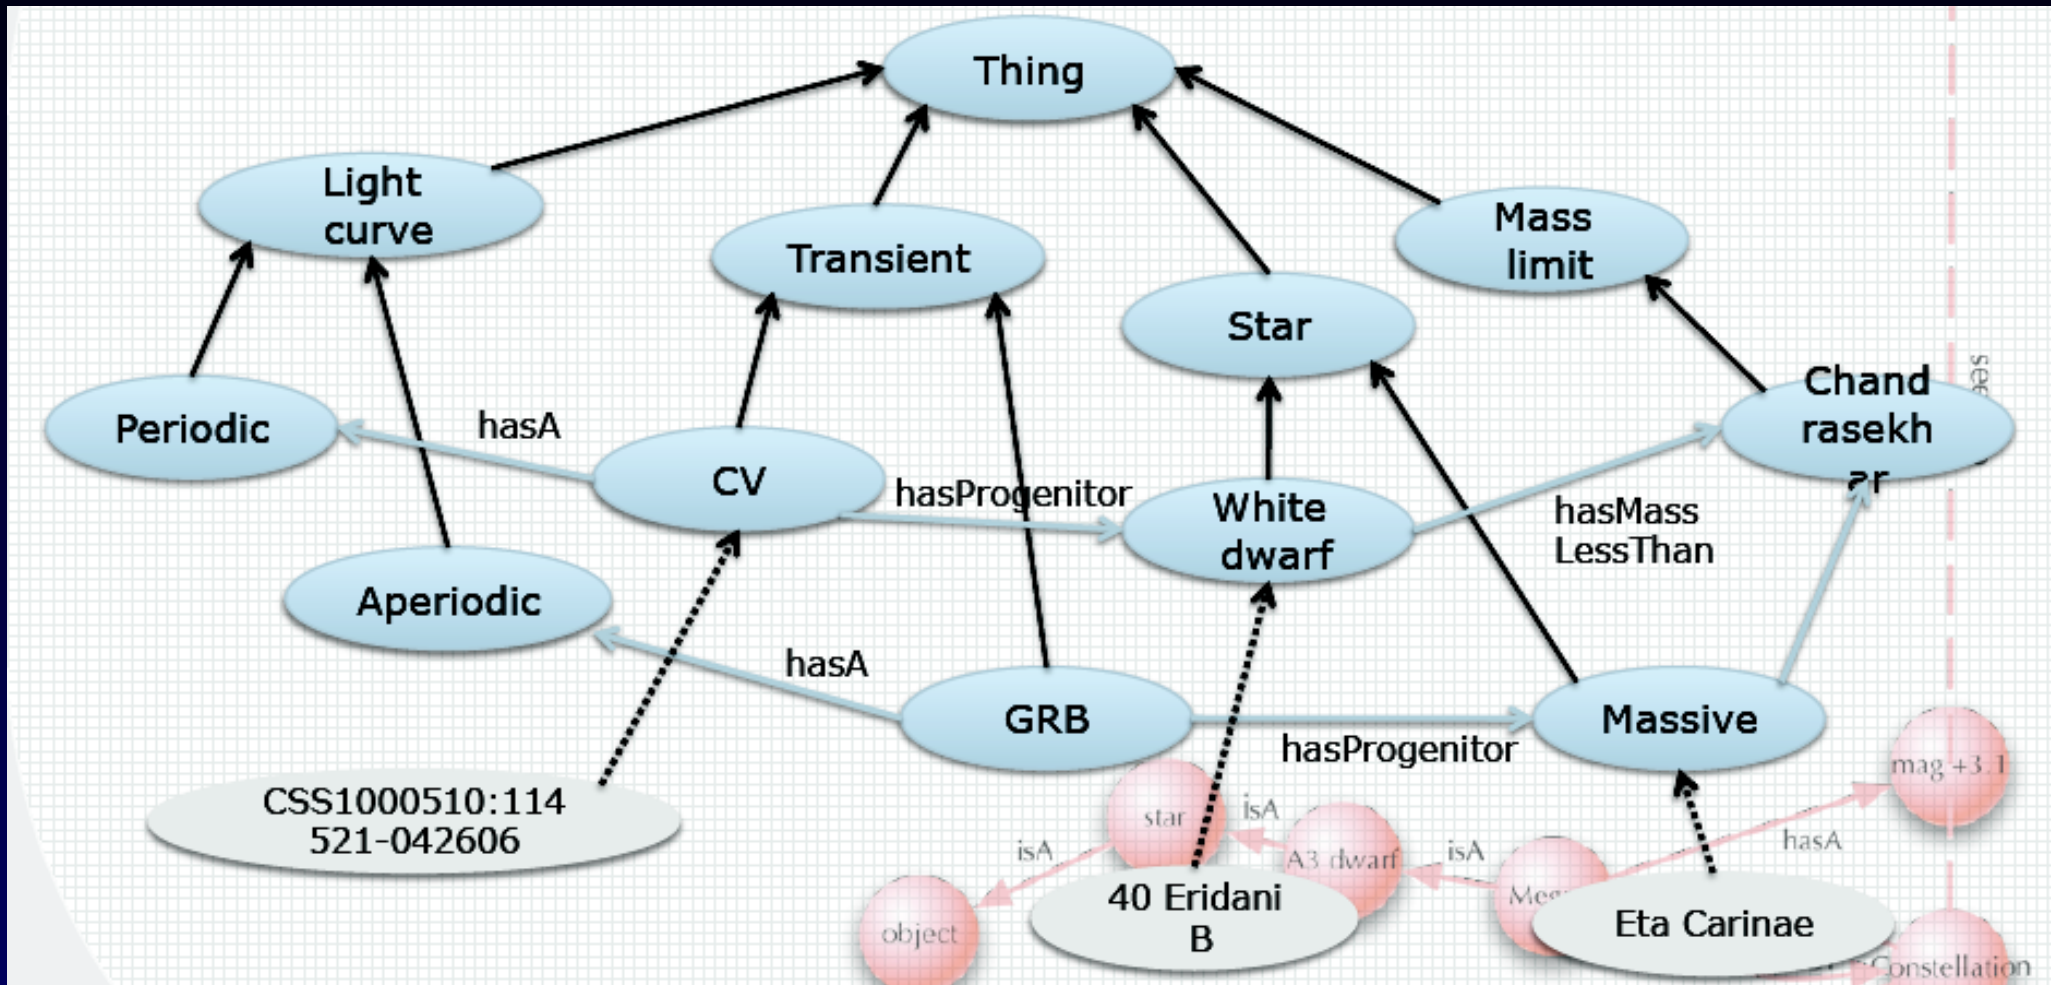 Thing
Light
curve
Mass
limit
Transient
Star
Chand
rasekh
ar
Periodic
hasA
CV
hasProgenitor
White
dwarf
hasMass
LessThan
Aperiodic
hasA
GRB
hasProgenitor
Massive
CSS1000510:114
521-042606
mag +3.1
star
isA
A3 dwarf
isA
isA
hasA
40 Eridani
B
Eta Carinae
object
Constellation